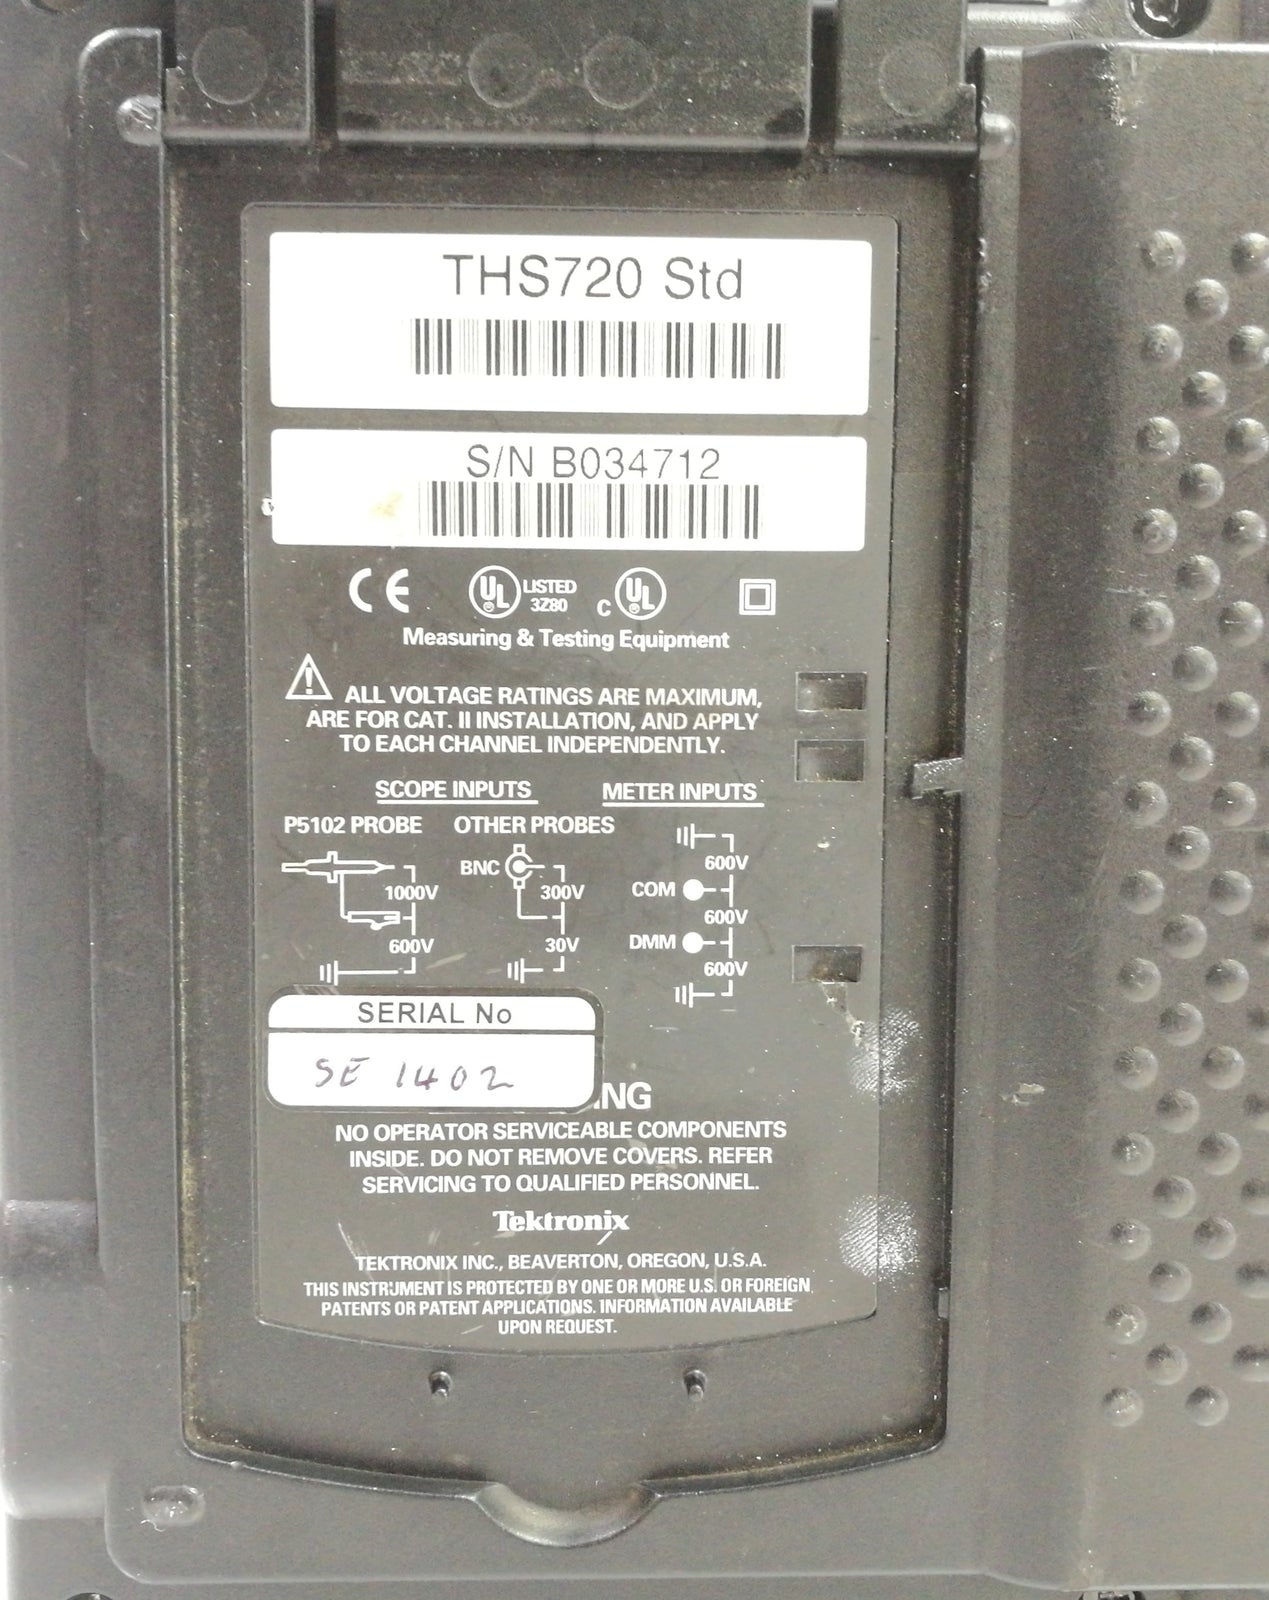 THS720 Std
S/N B034712
CE UL LISTED 3Z80 C UL
Measuring & Testing Equipment
ALL VOLTAGE RATINGS ARE MAXIMUM,
ARE FOR CAT. II INSTALLATION, AND APPLY
TO EACH CHANNEL INDEPENDENTLY.
SCOPE INPUTS METER INPUTS
P5102 PROBE OTHER PROBES
BNC
1000V 300V
600V 30V
600V
COM
600V
DMM
600V
SERIAL No
SE 1402
NO OPERATOR SERVICEABLE COMPONENTS
INSIDE. DO NOT REMOVE COVERS. REFER
SERVICING TO QUALIFIED PERSONNEL.
Tektronix
TEKTRONIX INC., BEAVERTON, OREGON, U.S.A.
THIS INSTRUMENT IS PROTECTED BY ONE OR MORE U.S. OR FOREIGN
PATENTS OR PATENT APPLICATIONS. INFORMATION AVAILABLE
UPON REQUEST.